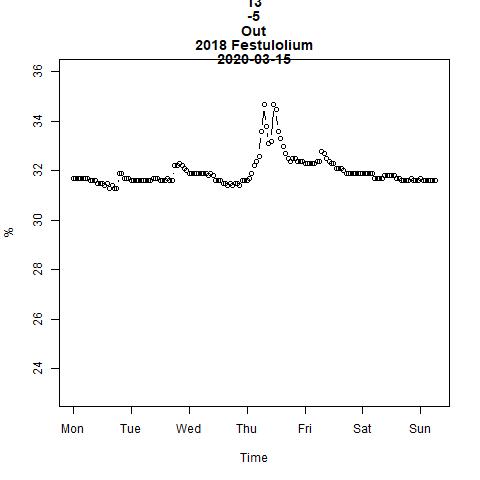 13
-5
Out
2018 Festulolium
2020-03-15
36
34
32
30
28
26
24
%
Mon Tue Wed Thu Fri Sat Sun
Time